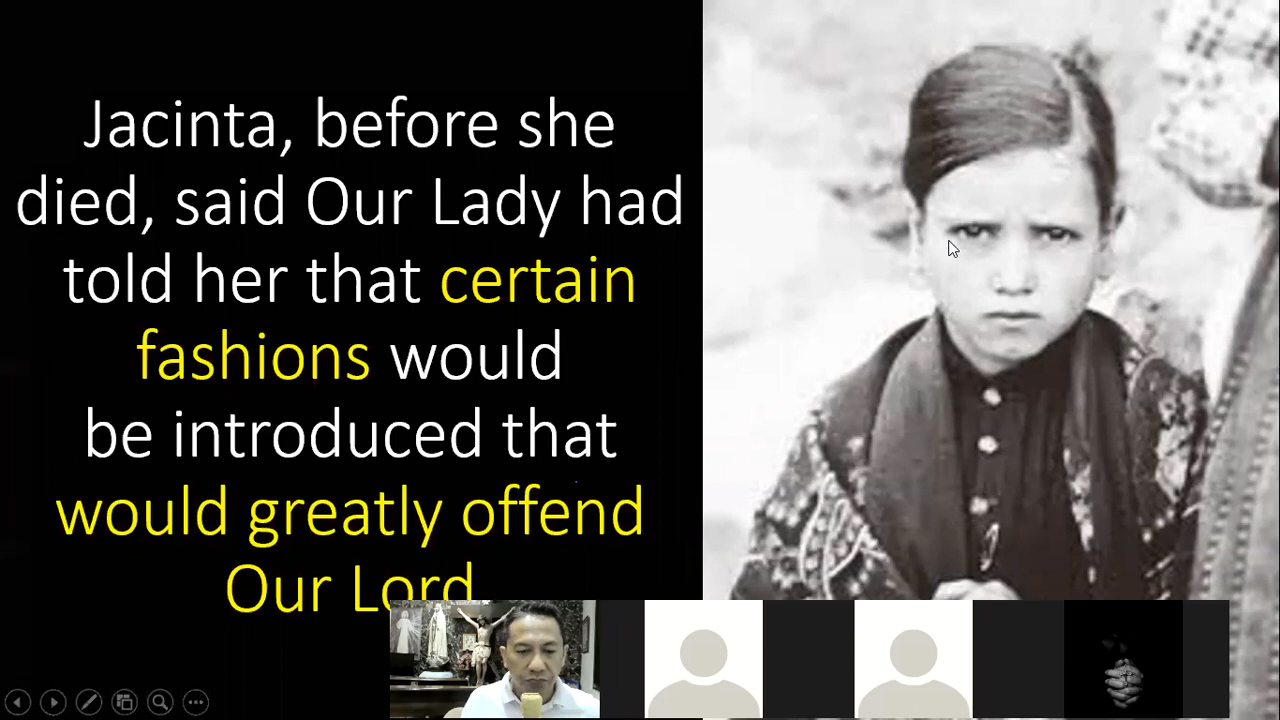 Jacinta, before she
died, said Our Lady had
told her that certain
fashions would
be introduced that
would greatly offend
Our Lord